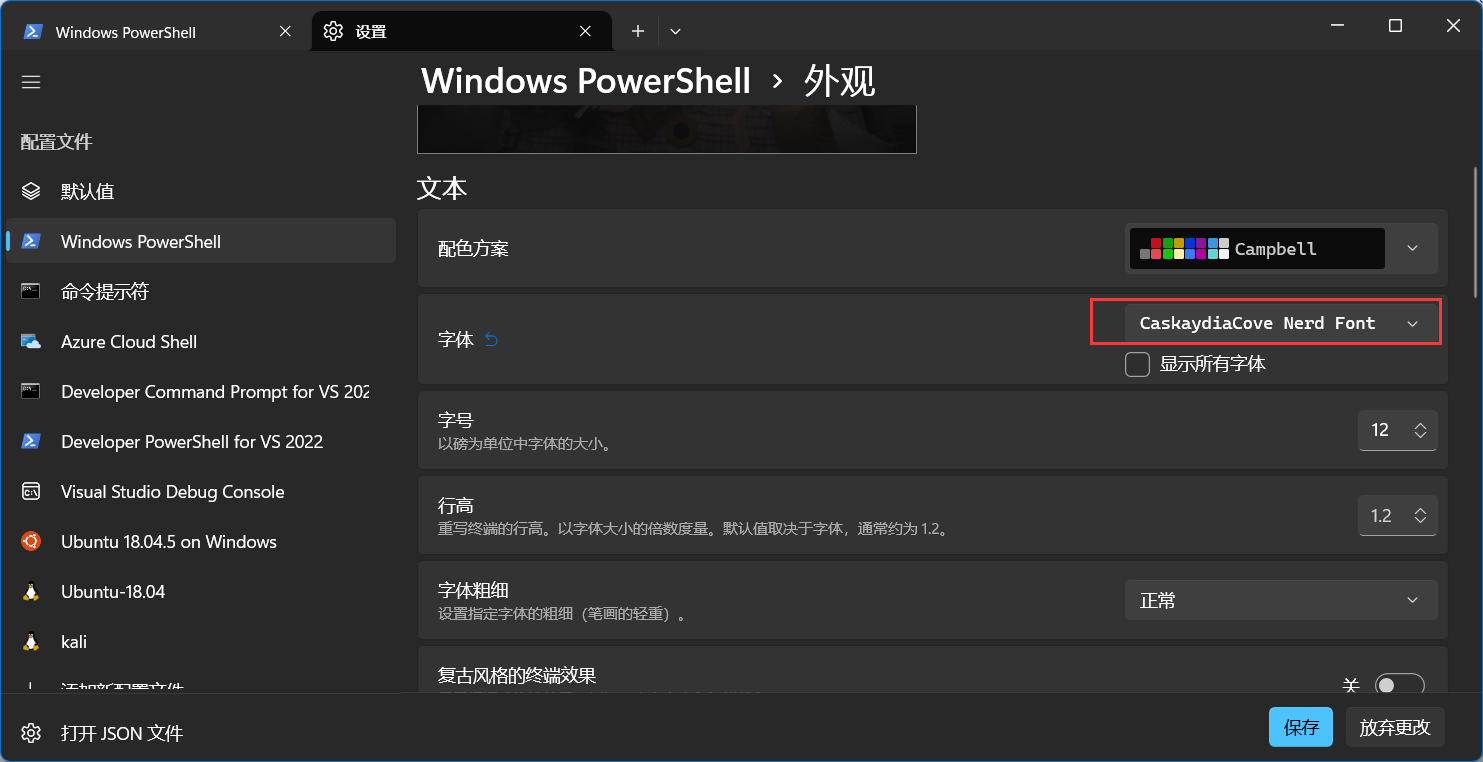 Windows PowerShell
设置
Windows PowerShell › 外观
配置文件
默认值
Windows PowerShell
命令提示符
Azure Cloud Shell
Developer Command Prompt for VS 202
Developer PowerShell for VS 2022
Visual Studio Debug Console
Ubuntu 18.04.5 on Windows
Ubuntu-18.04
kali
添加新配置文件
打开 JSON 文件
文本
配色方案
Campbell
字体
CaskaydiaCove Nerd Font
显示所有字体
字号
以磅为单位中字体的大小。
12
行高
重写终端的行高。以字体大小的倍数度量。默认值取决于字体，通常约为 1.2。
1.2
字体粗细
设置指定字体的粗细（笔画的轻重）。
正常
复古风格的终端效果
关
保存
放弃更改